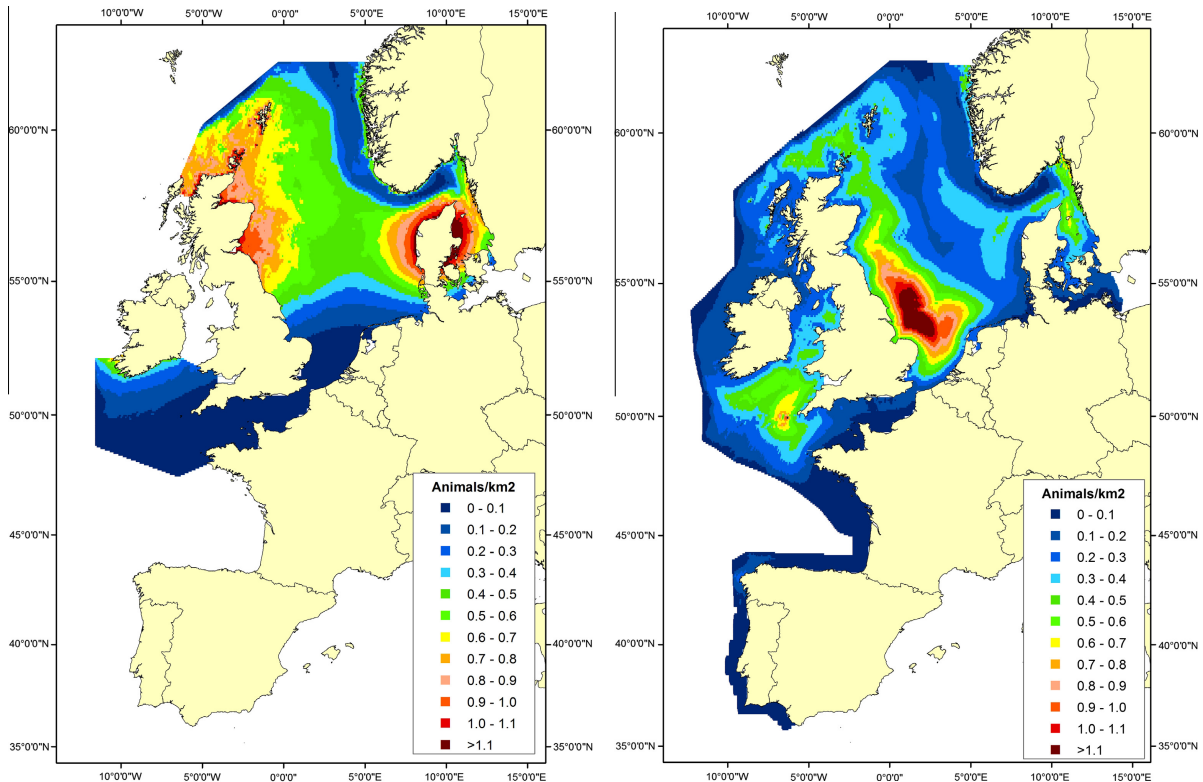 10°0'0"W 5°0'0"W 0°0'0" 5°0'0"E 10°0'0"E 15°0'0"E
60°0'0"N
55°0'0"N
50°0'0"N
45°0'0"N
40°0'0"N
35°0'0"N
Animals/km2
0 - 0.1
0.1 - 0.2
0.2 - 0.3
0.3 - 0.4
0.4 - 0.5
0.5 - 0.6
0.6 - 0.7
0.7 - 0.8
0.8 - 0.9
0.9 - 1.0
1.0 - 1.1
>1.1
60°0'0"N
55°0'0"N
50°0'0"N
45°0'0"N
40°0'0"N
35°0'0"N
10°0'0"W 5°0'0"W 0°0'0" 5°0'0"E 10°0'0"E 15°0'0"E
10°0'0"W 5°0'0"W 0°0'0" 5°0'0"E 10°0'0"E 15°0'0"E
60°0'0"N
55°0'0"N
50°0'0"N
45°0'0"N
40°0'0"N
35°0'0"N
Animals/km2
0 - 0.1
0.1 - 0.2
0.2 - 0.3
0.3 - 0.4
0.4 - 0.5
0.5 - 0.6
0.6 - 0.7
0.7 - 0.8
0.8 - 0.9
0.9 - 1.0
1.0 - 1.1
>1.1
60°0'0"N
55°0'0"N
50°0'0"N
45°0'0"N
40°0'0"N
35°0'0"N
10°0'0"W 5°0'0"W 0°0'0" 5°0'0"E 10°0'0"E 15°0'0"E